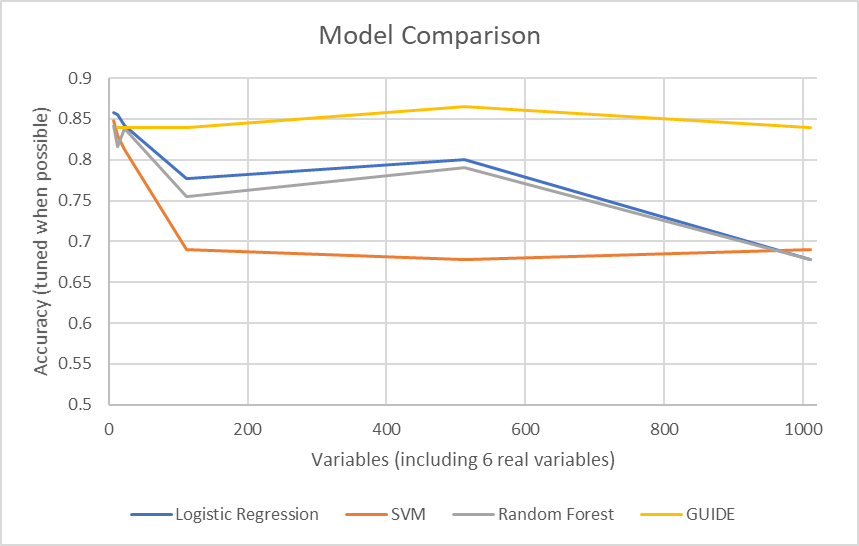 Model Comparison
Accuracy (tuned when possible)
0.9
0.85
0.8
0.75
0.7
0.65
0.6
0.55
0.5
0 200 400 600 800 1000
Variables (including 6 real variables)
Logistic Regression SVM Random Forest GUIDE